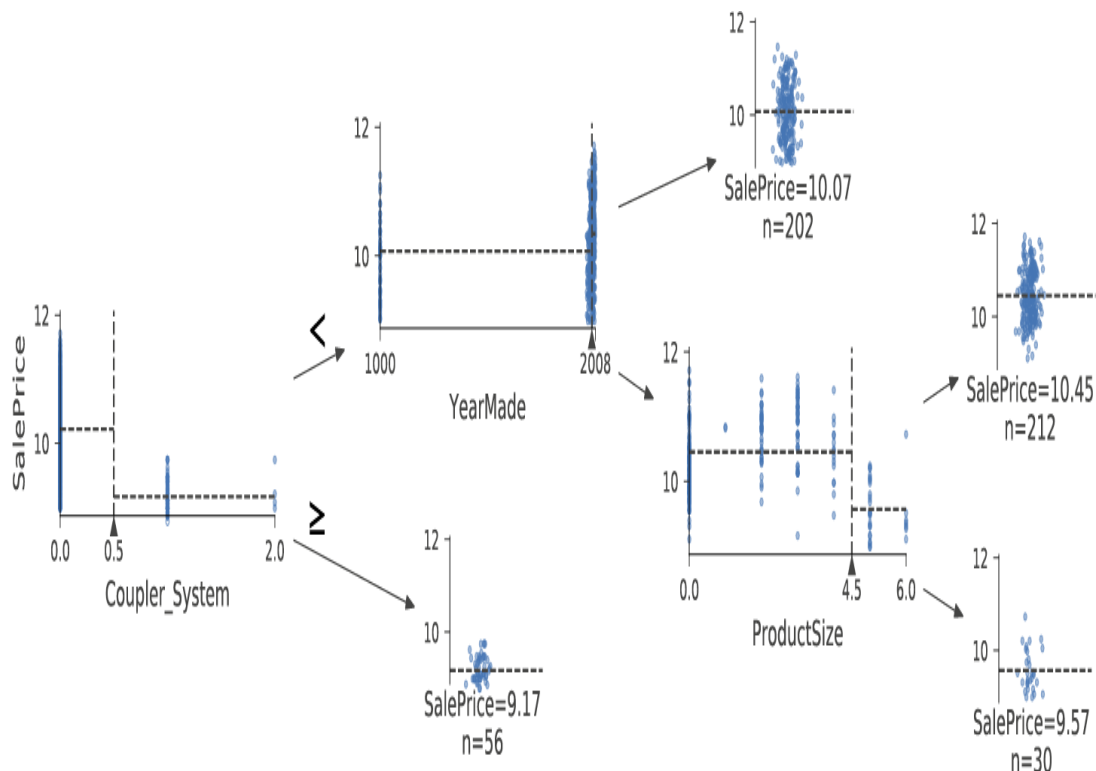 12
10
SalePrice
0.0 0.5 2.0
Coupler_System
<
≥
12
10
1000 2008
YearMade
12
10
SalePrice=10.07
n=202
12
10
0.0 4.5 6.0
ProductSize
12
10
SalePrice=9.17
n=56
12
10
SalePrice=10.45
n=212
12
10
SalePrice=9.57
n=30